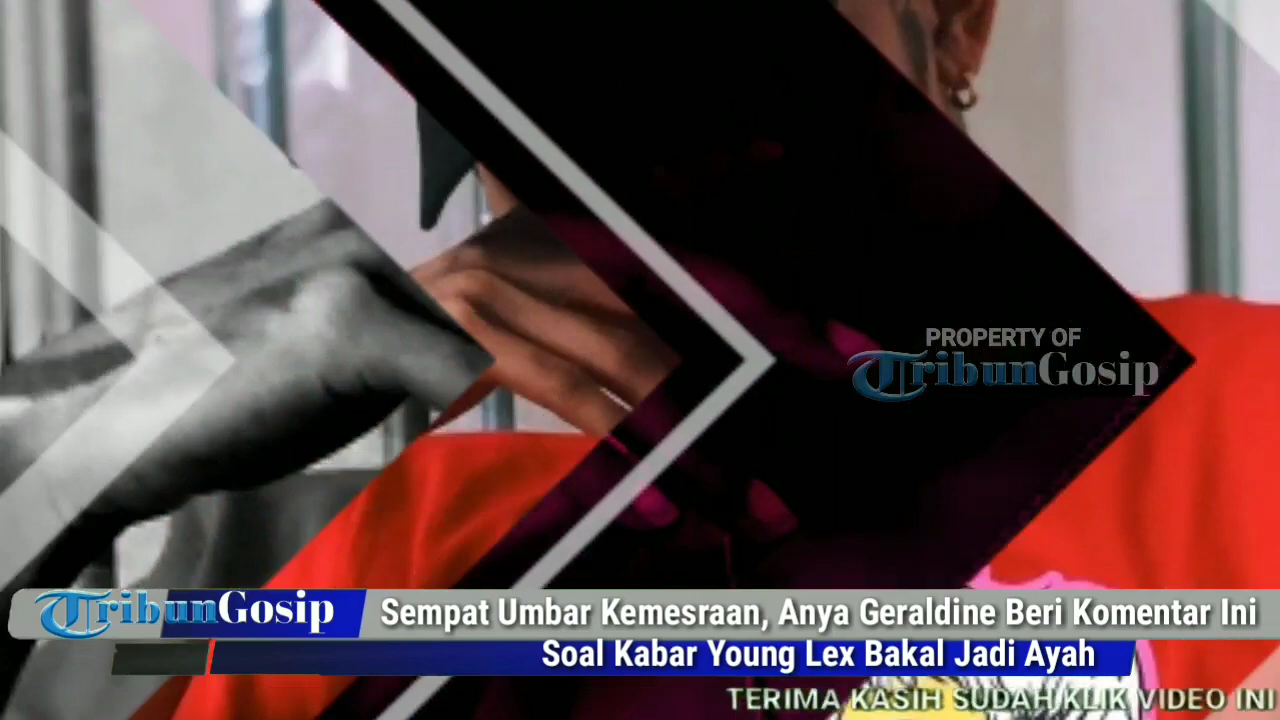 PROPERTY OF
TribunGosip
TribunGosip
Sempat Umbar Kemesraan, Anya Geraldine Beri Komentar Ini
Soal Kabar Young Lex Bakal Jadi Ayah
TERIMA KASIH SUDAH KLIK VIDEO INI